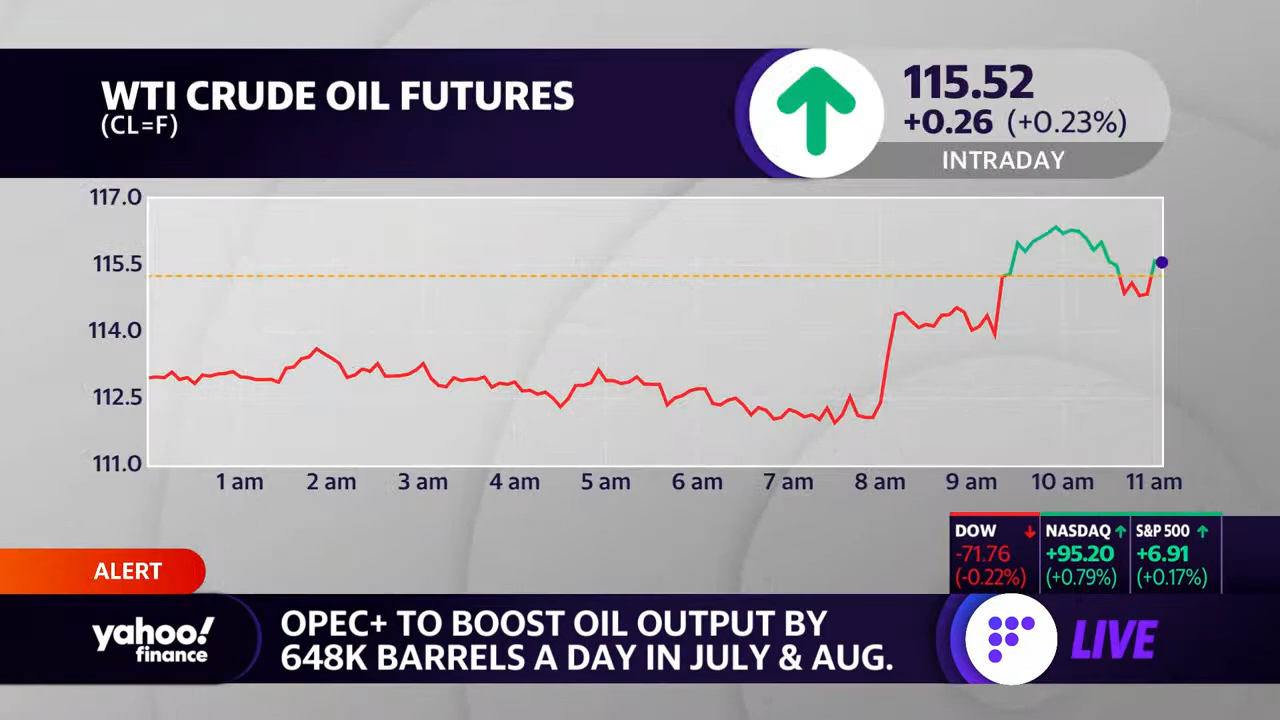 WTI CRUDE OIL FUTURES
(CL=F)
115.52
+0.26 (+0.23%)
INTRADAY
117.0
115.5
114.0
112.5
111.0
1 am 2 am 3 am 4 am 5 am 6 am 7 am 8 am 9 am 10 am 11 am
DOW
-71.76
(-0.22%)
NASDAQ
+95.20
(+0.79%)
S&P 500
+6.91
(+0.17%)
ALERT
yahoo!
finance
OPEC+ TO BOOST OIL OUTPUT BY
648K BARRELS A DAY IN JULY & AUG.
LIVE